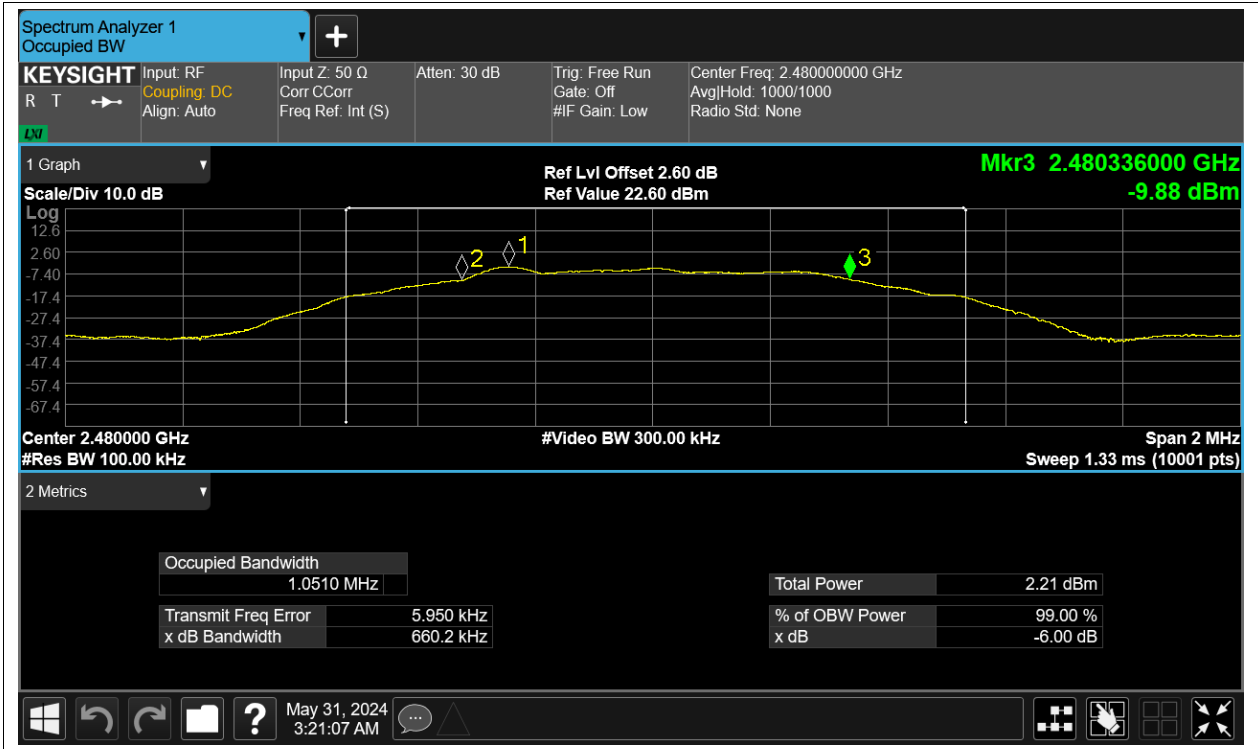 Spectrum Analyzer 1
Occupied BW
KEYSIGHT
R T
LXI
Input: RF
Coupling: DC
Align: Auto
Input Z: 50 Ω
Corr CCorr
Freq Ref: Int (S)
Atten: 30 dB
Trig: Free Run
Gate: Off
#IF Gain: Low
Center Freq: 2.480000000 GHz
Avg|Hold: 1000/1000
Radio Std: None
1 Graph
Scale/Div 10.0 dB
Ref Lvl Offset 2.60 dB
Ref Value 22.60 dBm
Mkr3 2.480336000 GHz
-9.88 dBm
Log
12.6
2.60
-7.40
-17.4
-27.4
-37.4
-47.4
-57.4
-67.4
2
1
3
Center 2.480000 GHz
#Video BW 300.00 kHz
Span 2 MHz
#Res BW 100.00 kHz
Sweep 1.33 ms (10001 pts)
2 Metrics
Occupied Bandwidth
1.0510 MHz
Transmit Freq Error 5.950 kHz
x dB Bandwidth 660.2 kHz
Total Power 2.21 dBm
% of OBW Power 99.00 %
x dB -6.00 dB
?
May 31, 2024
3:21:07 AM